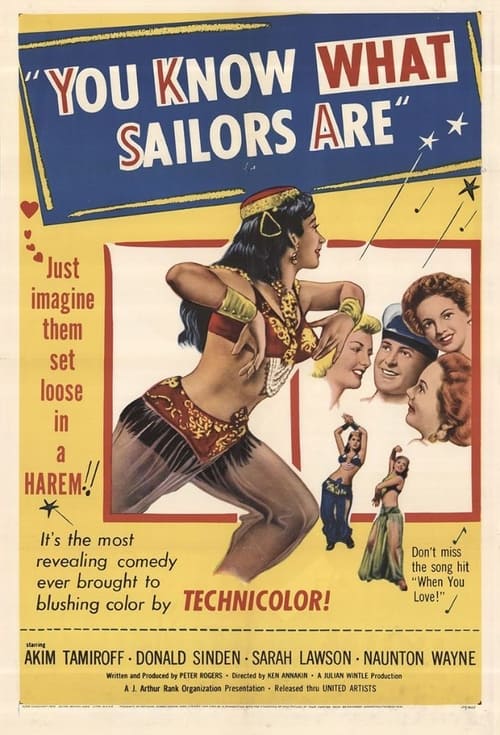 "YOU KNOW WHAT
SAILORS ARE"
Just
imagine
them
set
loose
in
a
HAREM!!
It's the most
revealing comedy
ever brought to
blushing color by TECHNICOLOR!
Don't miss
the song hit
"When You
Love!"
starring
AKIM TAMIROFF · DONALD SINDEN · SARAH LAWSON · NAUNTON WAYNE
Written and Produced by PETER ROGERS · Directed by KEN ANNAKIN · A JULIAN WINTLE Production
A J. Arthur Rank Organization Presentation · Released thru UNITED ARTISTS